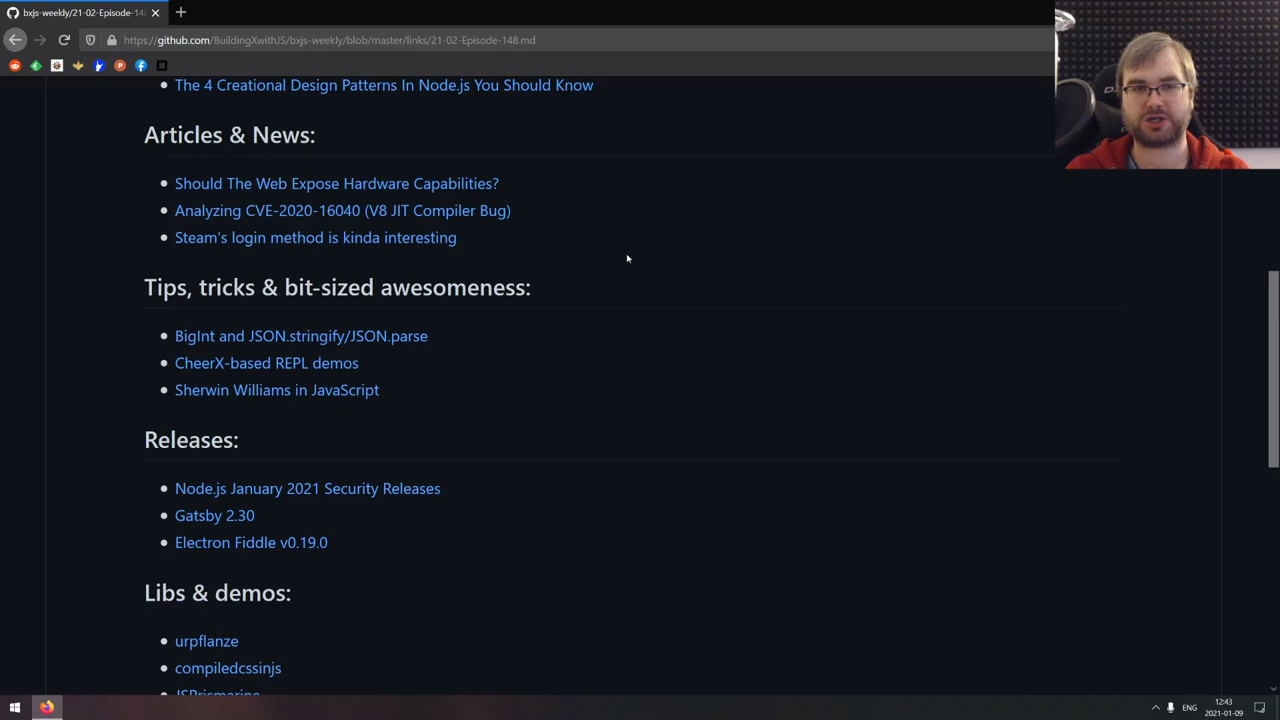 bxjs-weekly/21-02-Episode-148
https://github.com/BuildingXwithJS/bxjs-weekly/blob/master/links/21-02-Episode-148.md
The 4 Creational Design Patterns In Node.js You Should Know
Articles & News:
Should The Web Expose Hardware Capabilities?
Analyzing CVE-2020-16040 (V8 JIT Compiler Bug)
Steam's login method is kinda interesting
Tips, tricks & bit-sized awesomeness:
BigInt and JSON.stringify/JSON.parse
CheerX-based REPL demos
Sherwin Williams in JavaScript
Releases:
Node.js January 2021 Security Releases
Gatsby 2.30
Electron Fiddle v0.19.0
Libs & demos:
urpflanze
compiledcssinjs
JSPrismarine
ENG
12:43
2021-01-09